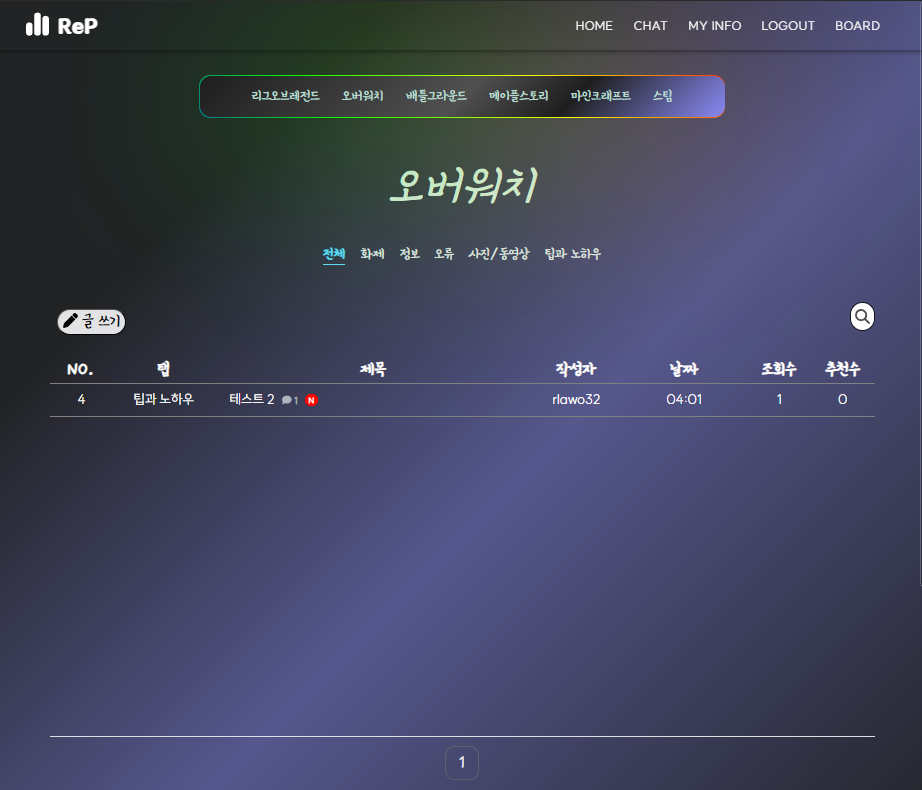 ReP HOME CHAT MY INFO LOGOUT BOARD
리그오브레전드 오버워치 배틀그라운드 메이플스토리 마인크래프트 스팀
오버워치
전체 화제 정보 오류 사진/동영상 팁과 노하우
글 쓰기
NO. 탭 제목 작성자 날짜 조회수 추천수
4 팁과 노하우 테스트 2 1 N rlawo32 04:01 1 0
1